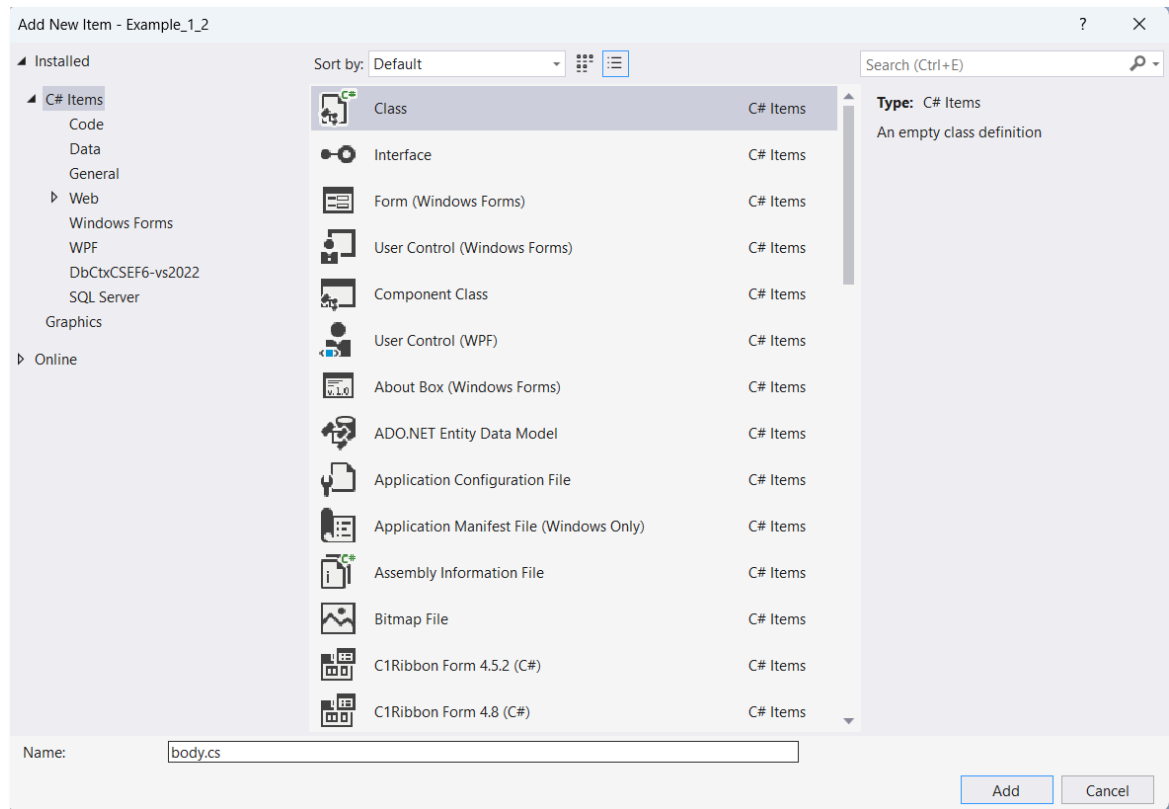 Add New Item - Example_1_2
?
Installed
C# Items
Code
Data
General
Web
Windows Forms
WPF
DbCtxCSEF6-vs2022
SQL Server
Graphics
Online
Sort by: Default
Search (Ctrl+E)
C#
Class C# Items
Interface C# Items
Form (Windows Forms) C# Items
User Control (Windows Forms) C# Items
Component Class C# Items
User Control (WPF) C# Items
v.1.0
About Box (Windows Forms) C# Items
ADO.NET Entity Data Model C# Items
Application Configuration File C# Items
Application Manifest File (Windows Only) C# Items
C#
i
Assembly Information File C# Items
Bitmap File C# Items
C1Ribbon Form 4.5.2 (C#) C# Items
C1Ribbon Form 4.8 (C#) C# Items
Type: C# Items
An empty class definition
Name: body.cs
Add Cancel